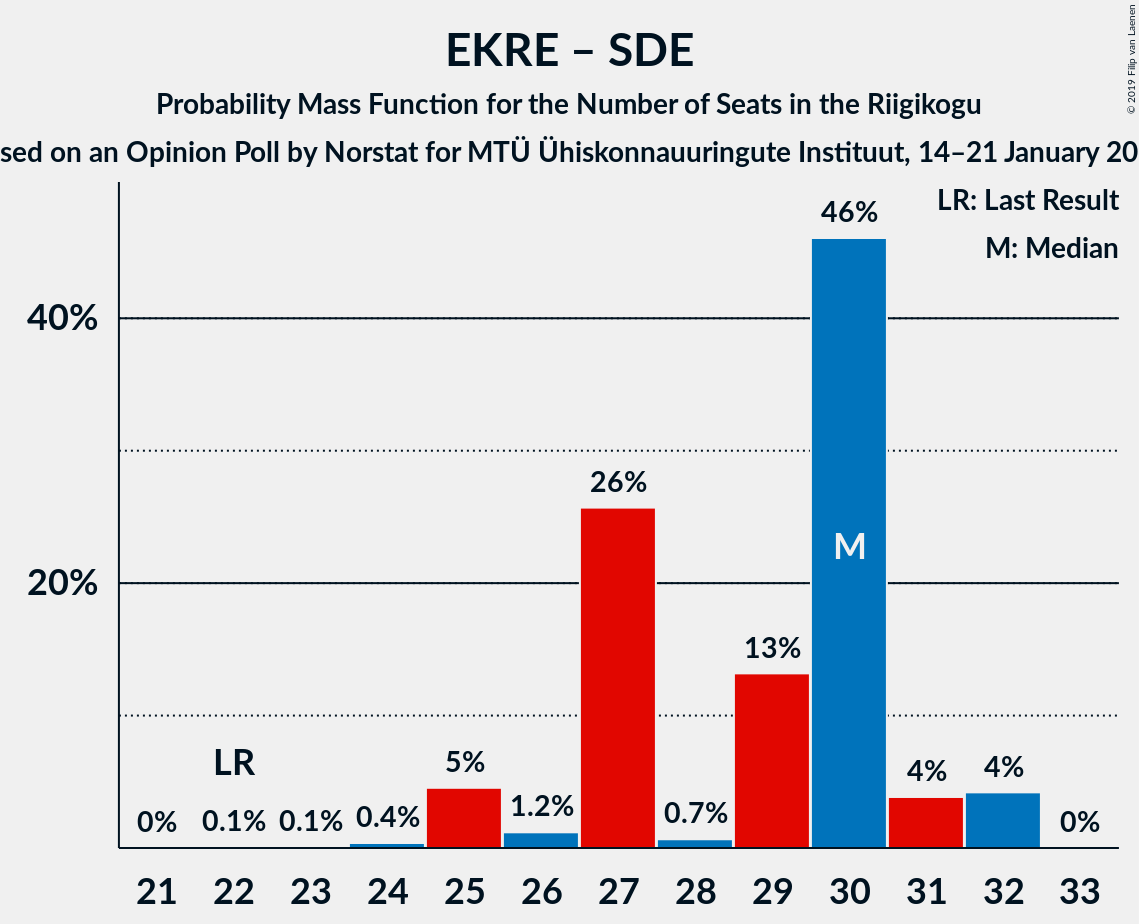 EKRE – SDE
Probability Mass Function for the Number of Seats in the Riigikogu
sed on an Opinion Poll by Norstat for MTÜ Ühiskonnauuringute Instituut, 14–21 January 20
© 2019 Filip van Laenen
LR: Last Result
M: Median
40%
20%
0% 0.1% 0.1% 0.4% 5% 1.2% 26% 0.7% 13% 46% 4% 4% 0%
LR
M
21 22 23 24 25 26 27 28 29 30 31 32 33